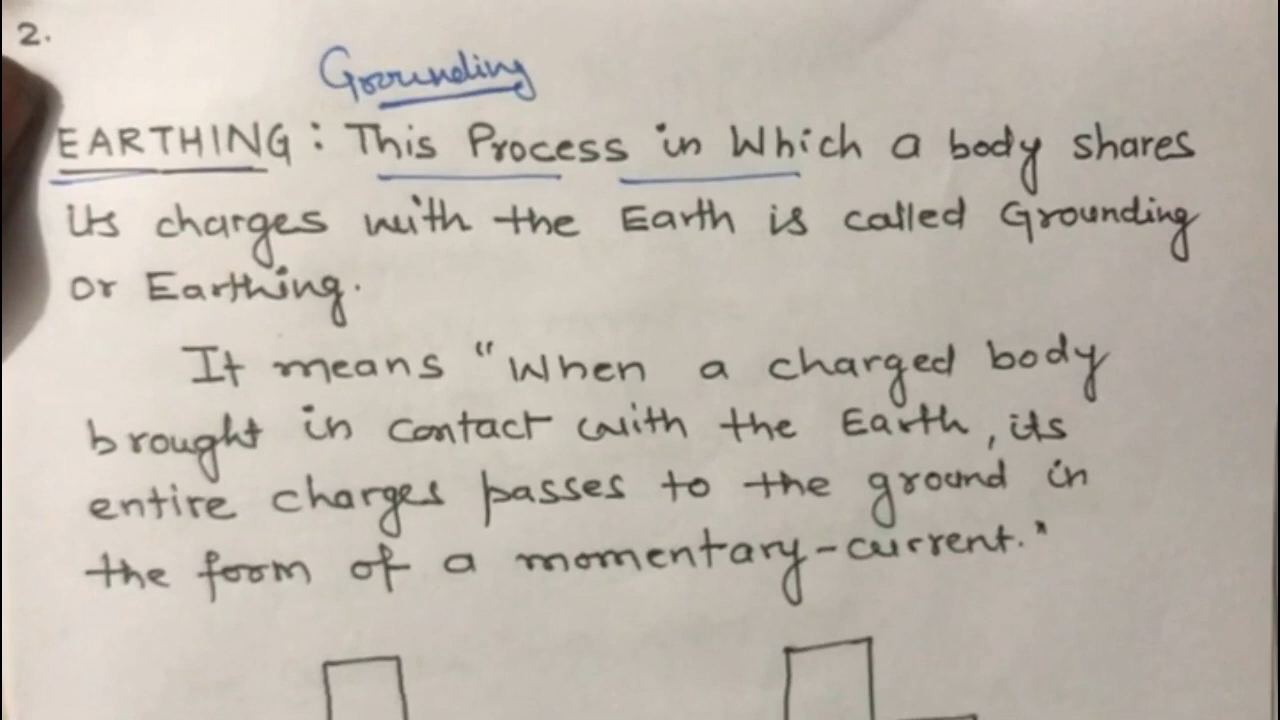 2.
Grounding
EARTHING : This Process in Which a body shares
its charges with the Earth is called Grounding
or Earthing.
It means "When a charged body
brought in contact with the Earth, its
entire charges passes to the ground in
the form of a momentary-current."